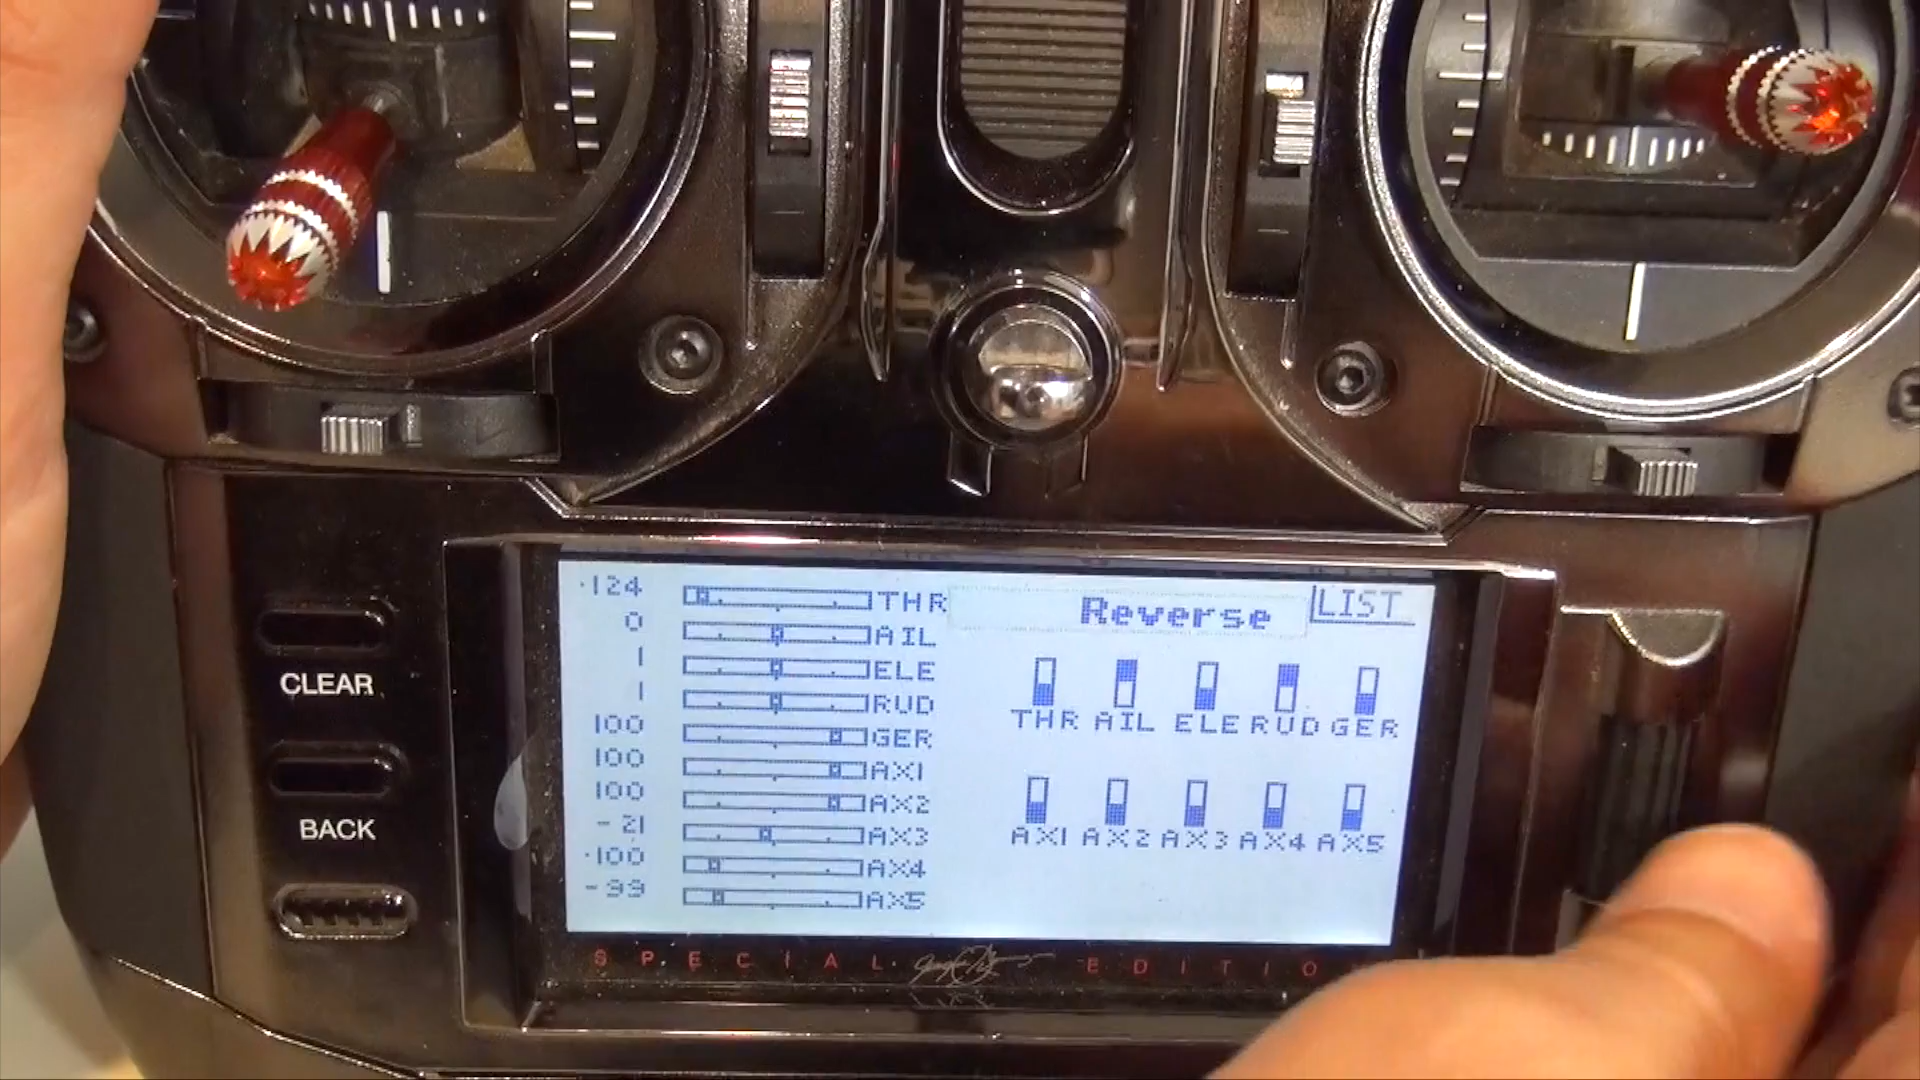 Reverse LIST
-124 THR
0 AIL
1 ELE
1 RUD
100 GER
100 AX1
100 AX2
-21 AX3
-100 AX4
-99 AX5
THR AIL ELE RUD GER
AX1 AX2 AX3 AX4 AX5
CLEAR
BACK
SPECIAL EDITIO